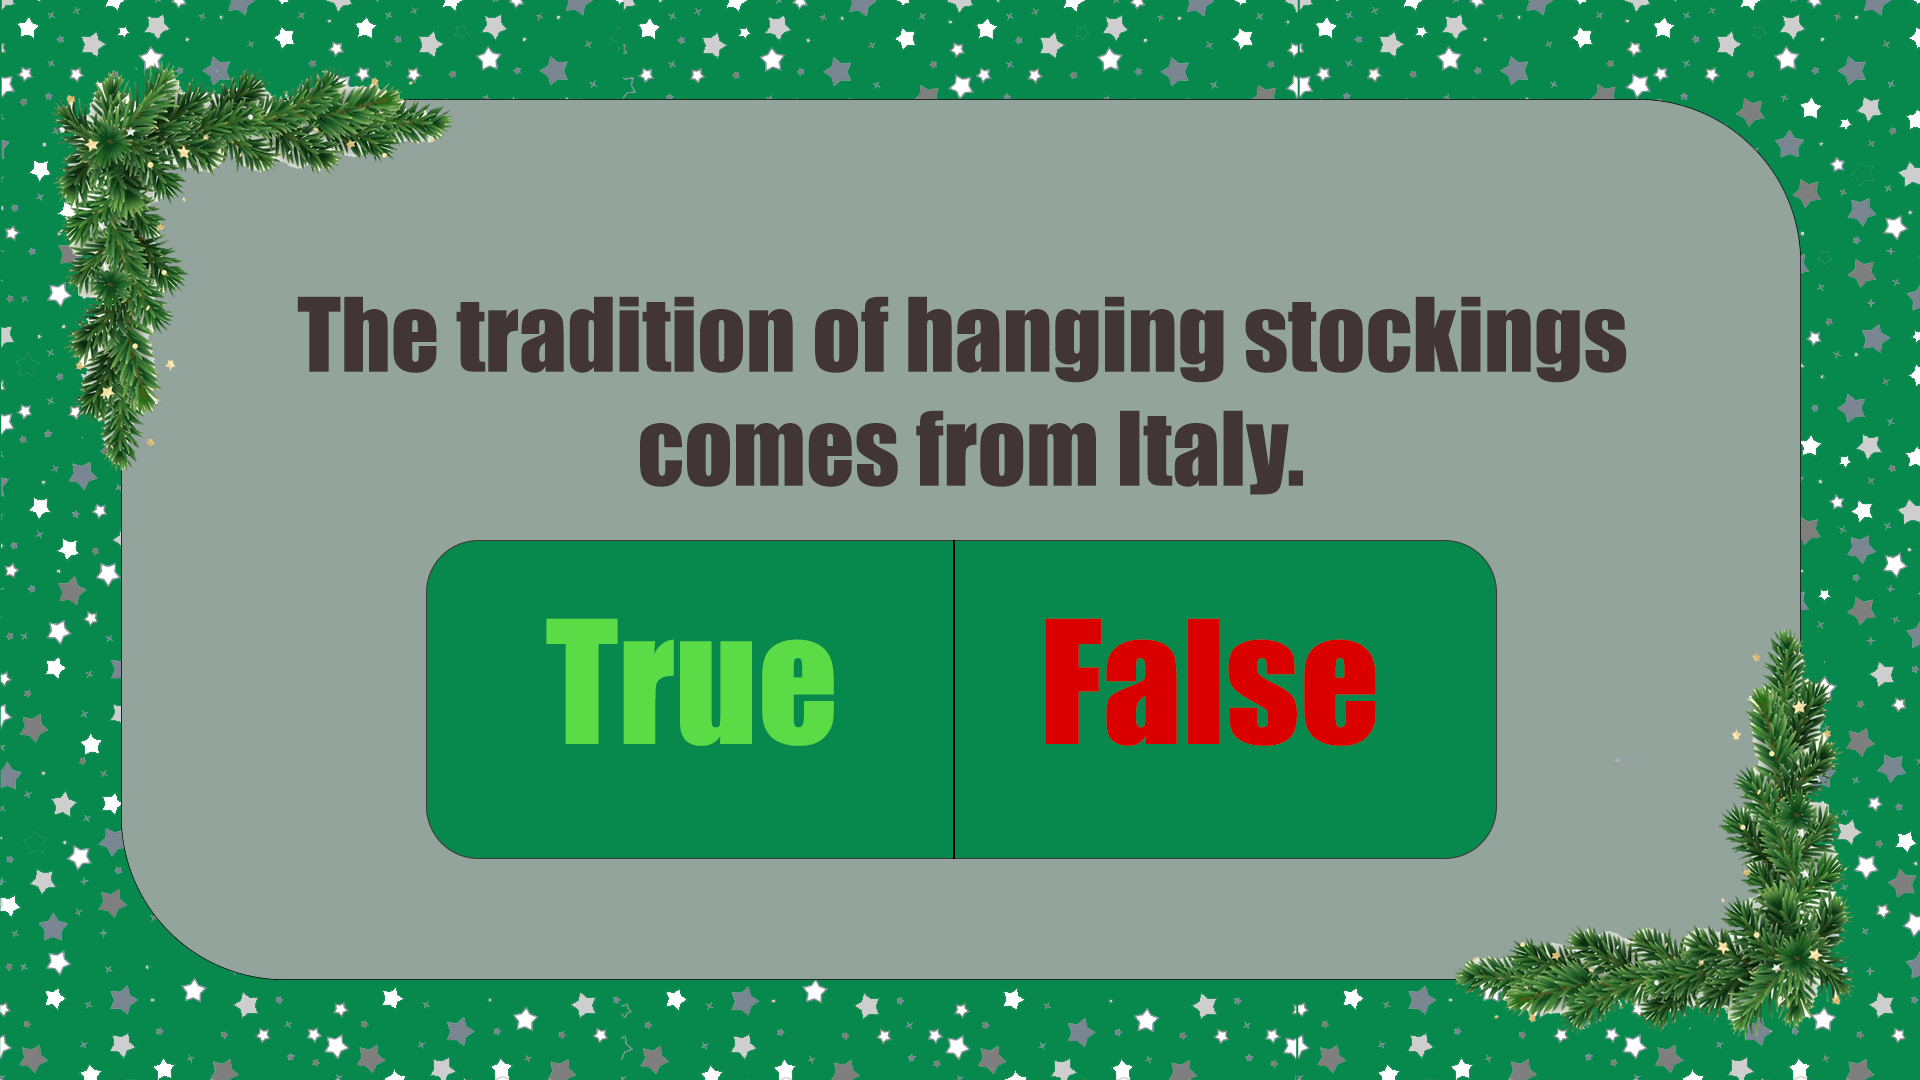 The tradition of hanging stockings
comes from Italy.
True False